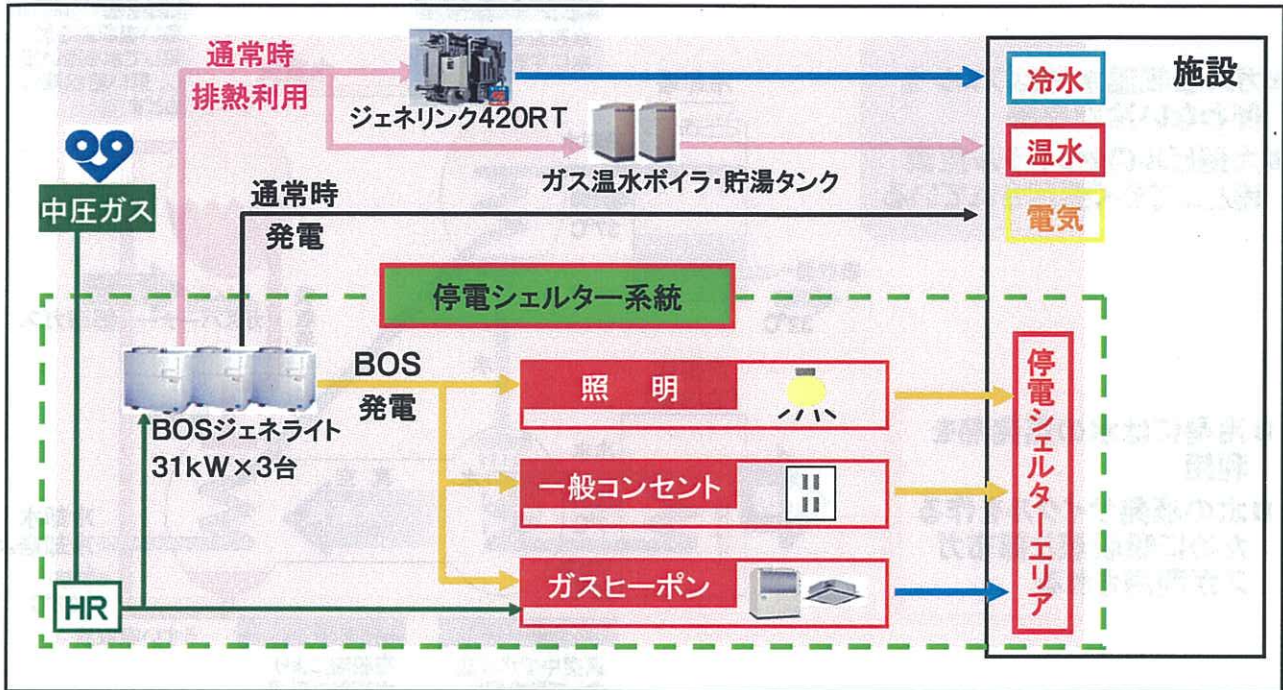 通常時
排熱利用
ジェネリンク420RT
ガス温水ボイラ・貯湯タンク
施設
冷水
温水
電気
中圧ガス
通常時
発電
停電シェルター系統
BOSジェネライト
31kW×3台
BOS
発電
照 明
一般コンセント
ガスヒーポン
停電シェルターエリア
HR